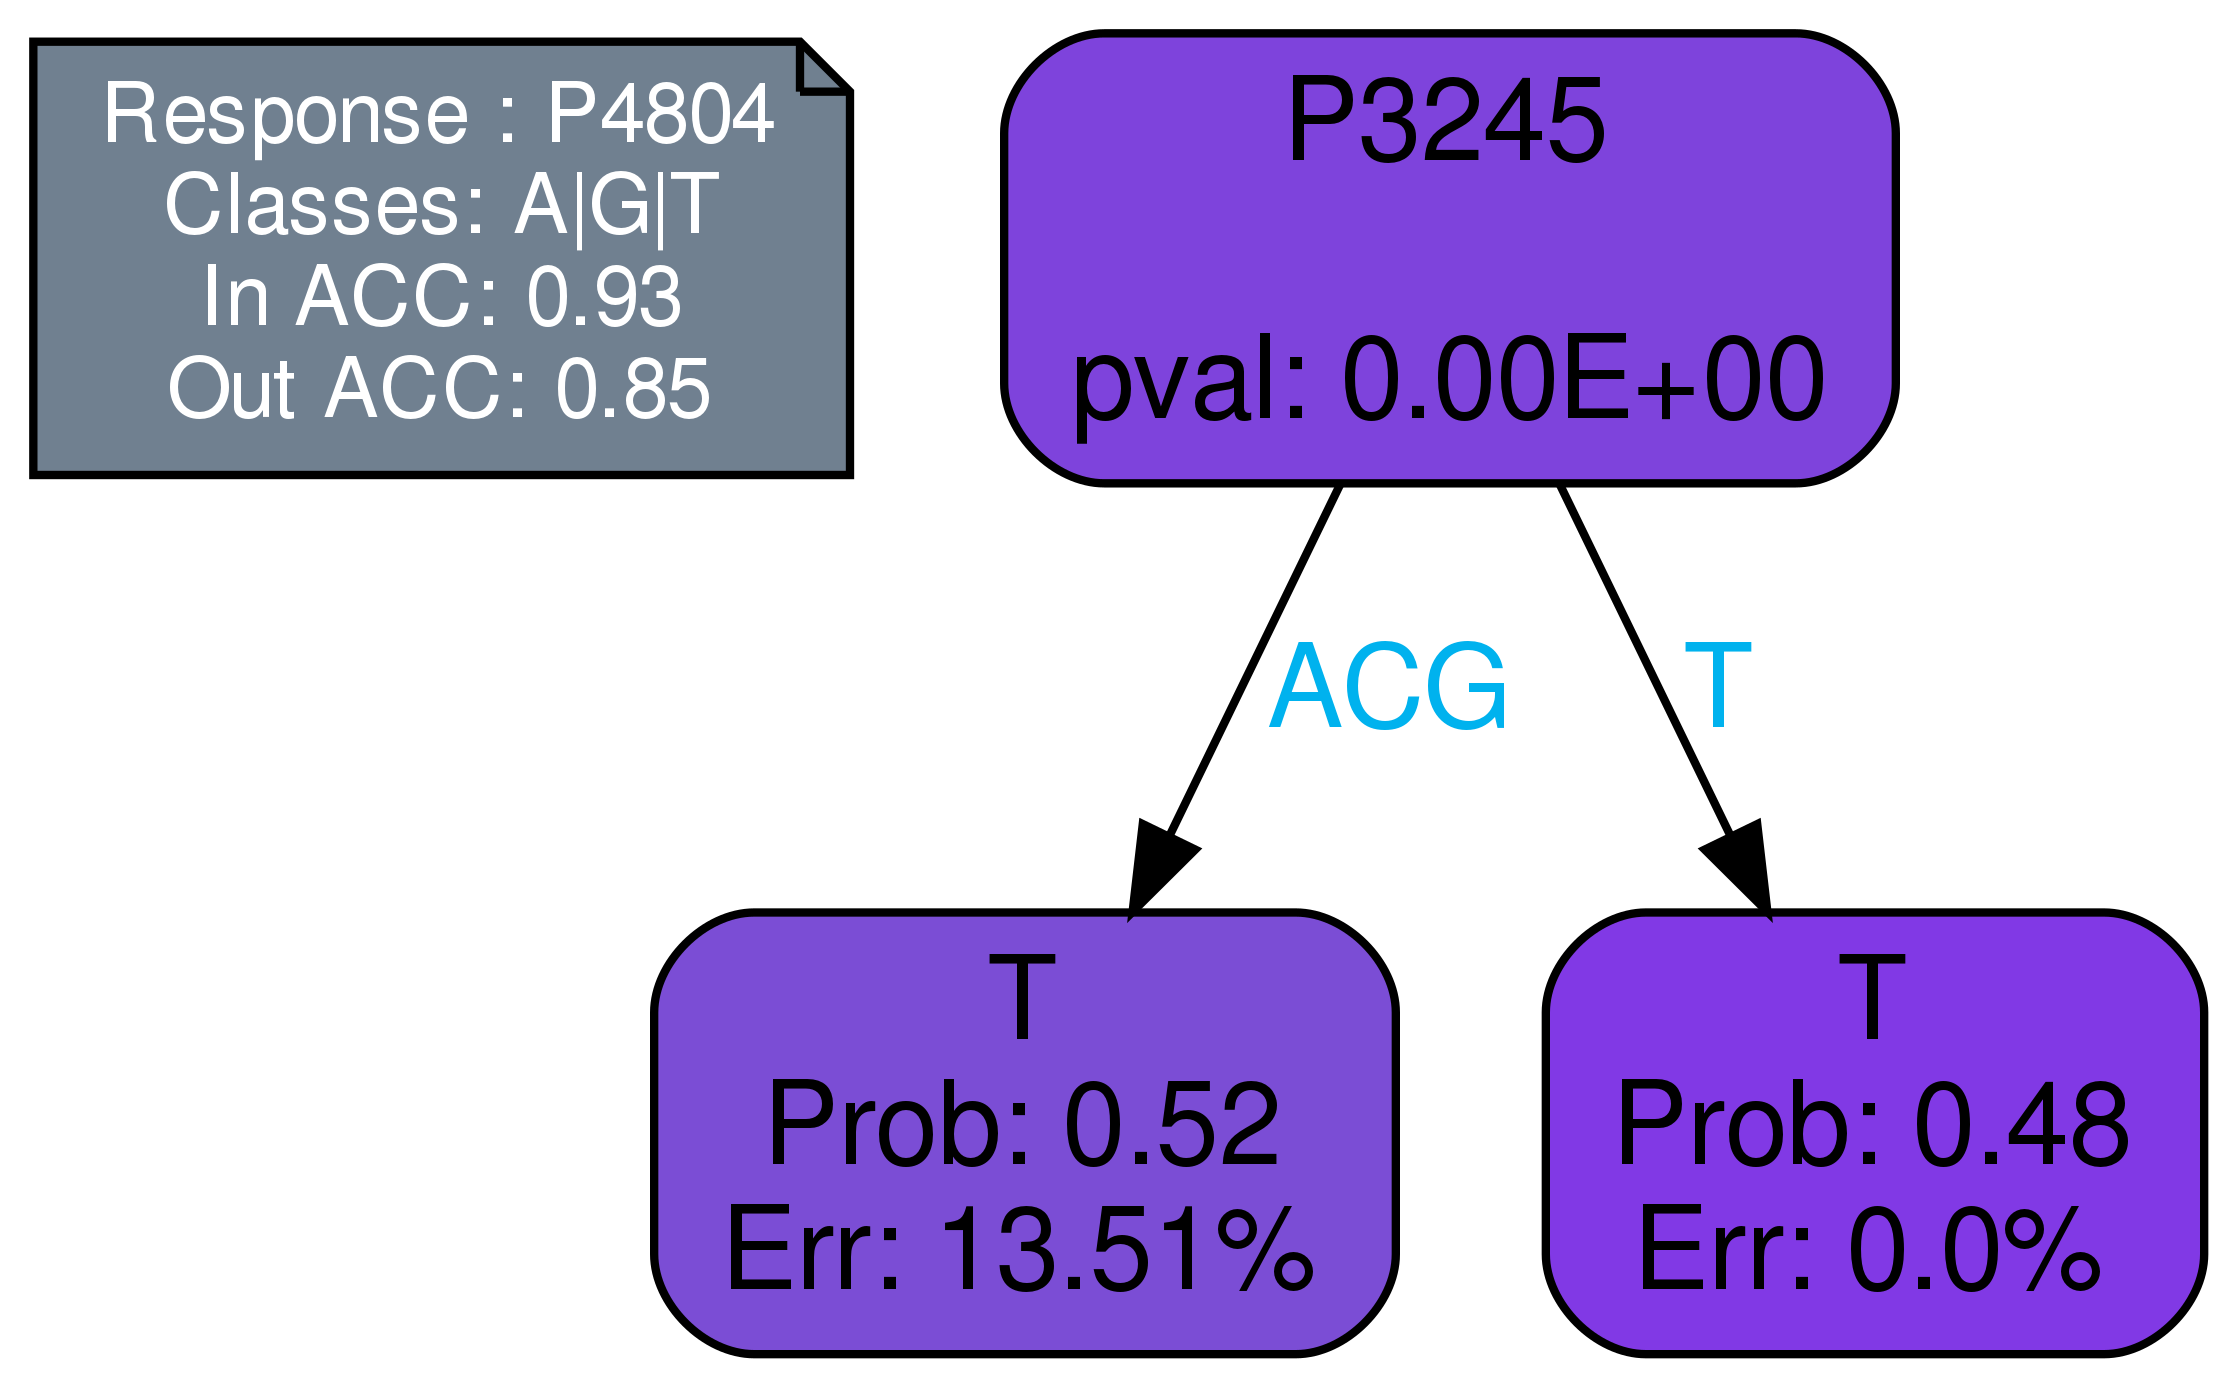 Response : P4804
Classes: A|G|T
In ACC: 0.93
Out ACC: 0.85
P3245
pval: 0.00E+00
ACG
T
T
Prob: 0.52
Err: 13.51%
T
Prob: 0.48
Err: 0.0%